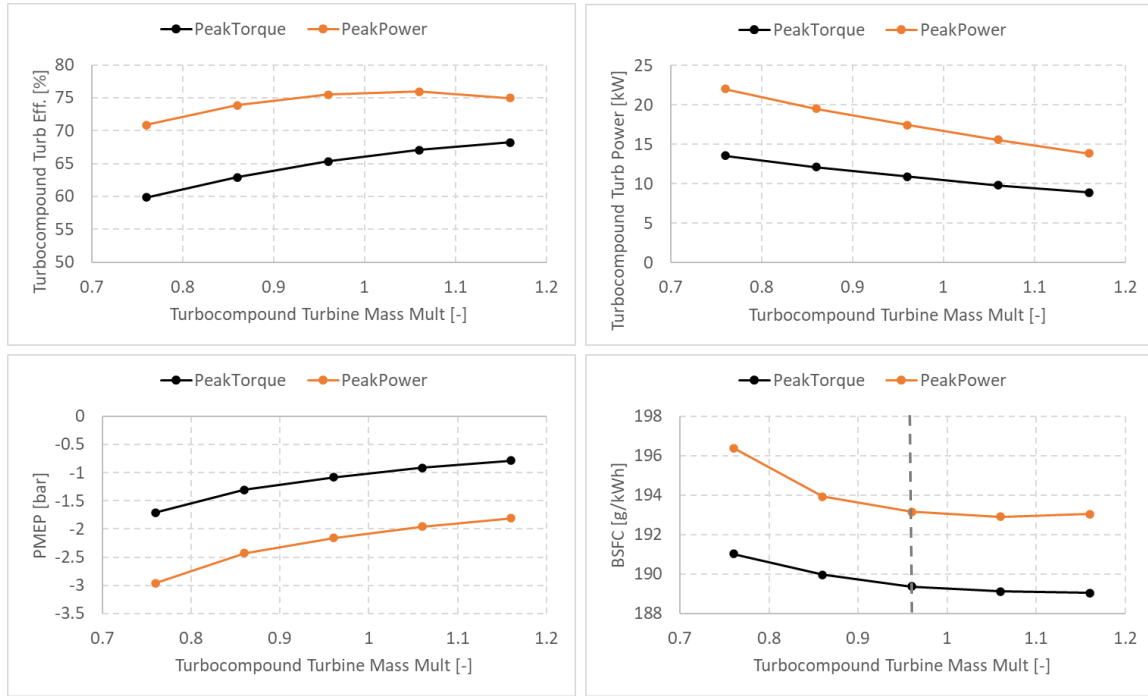 PeakTorque PeakPower
Turbocompound Turb Eff. [%]
80
75
70
65
60
55
50
0.7 0.8 0.9 1 1.1 1.2
Turbocompound Turbine Mass Mult [-]
PeakTorque PeakPower
Turbocompound Turb Power [kW]
25
20
15
10
5
0
0.7 0.8 0.9 1 1.1 1.2
Turbocompound Turbine Mass Mult [-]
PeakTorque PeakPower
PMEP [bar]
0
-0.5
-1
-1.5
-2
-2.5
-3
-3.5
0.7 0.8 0.9 1 1.1 1.2
Turbocompound Turbine Mass Mult [-]
PeakTorque PeakPower
BSFC [g/kWh]
198
196
194
192
190
188
0.7 0.8 0.9 1 1.1 1.2
Turbocompound Turbine Mass Mult [-]